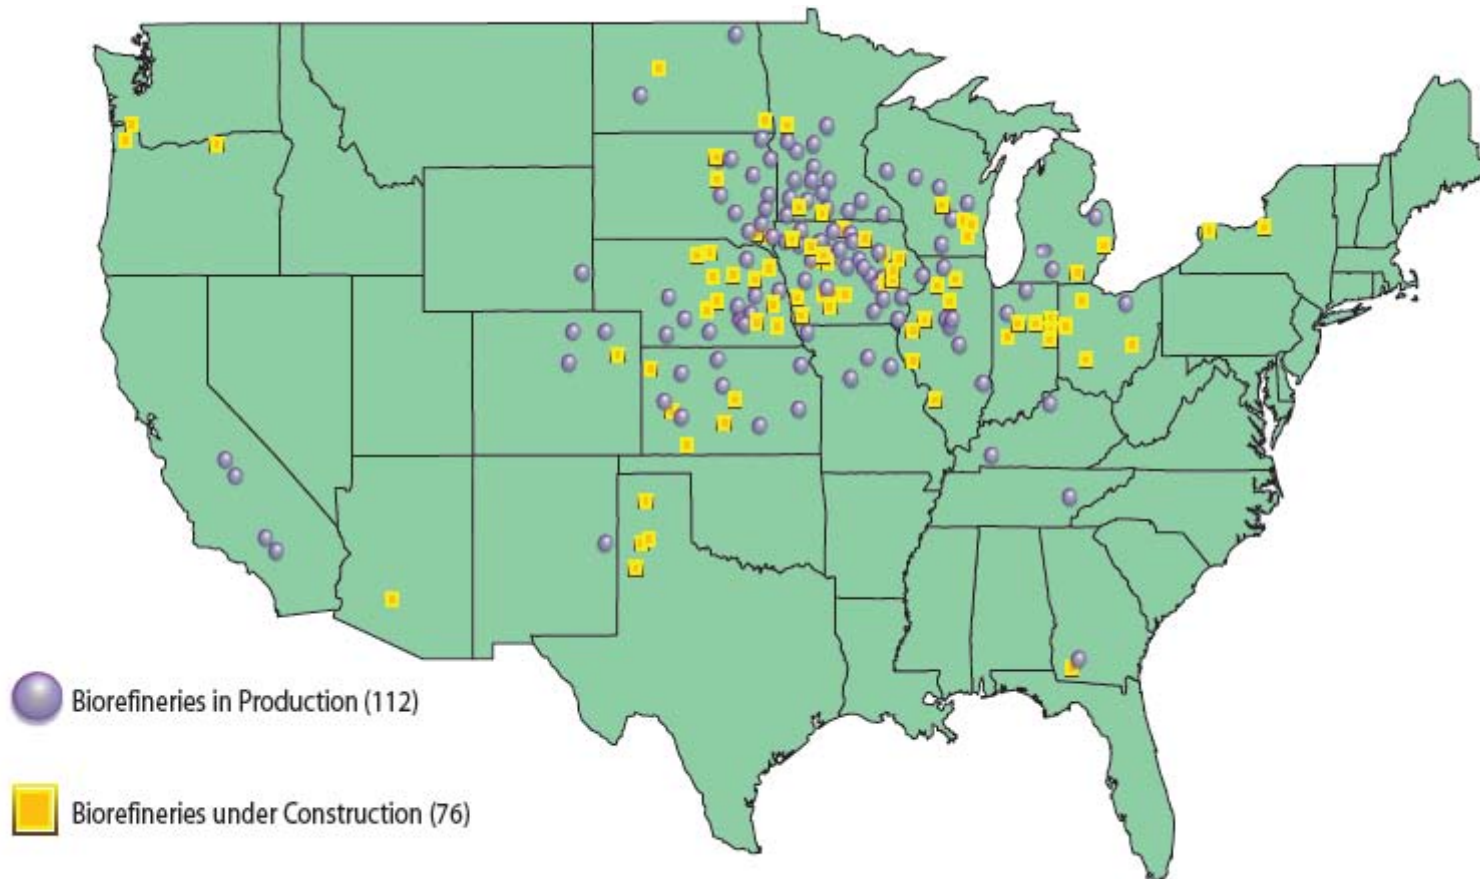 Biorefineries in Production (112)
Biorefineries under Construction (76)